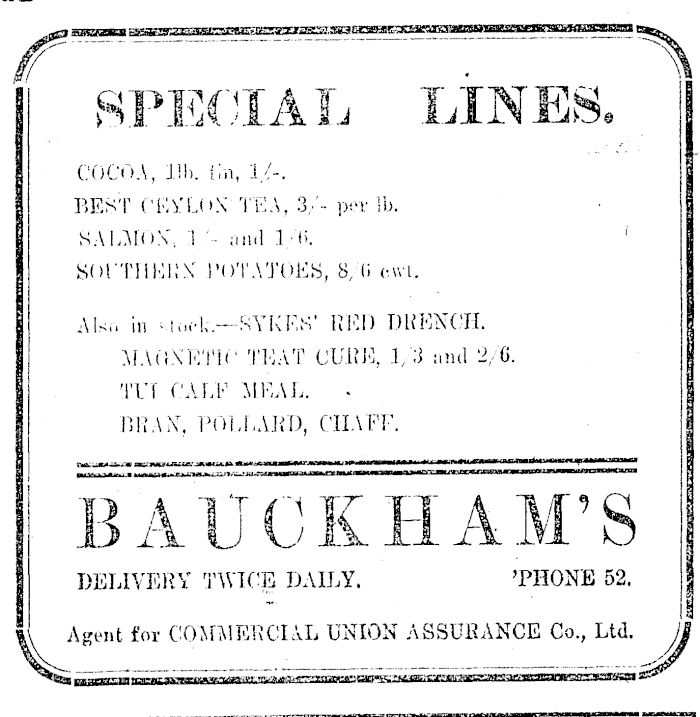 SPECIAL LINES.
COCOA, 1lb. tin, 1/-.
BEST CEYLON TEA, 3/- per lb.
SALMON, 1/- and 1/6.
SOUTHERN POTATOES, 8/6 cwt.
Also in stock.—SYKES' RED DRENCH.
MAGNETIC TEAT CURE, 1/3 and 2/6.
TUI CALF MEAL.
BRAN, POLLARD, CHAFF.
BAUCKHAM'S
DELIVERY TWICE DAILY. 'PHONE 52.
Agent for COMMERCIAL UNION ASSURANCE Co., Ltd.